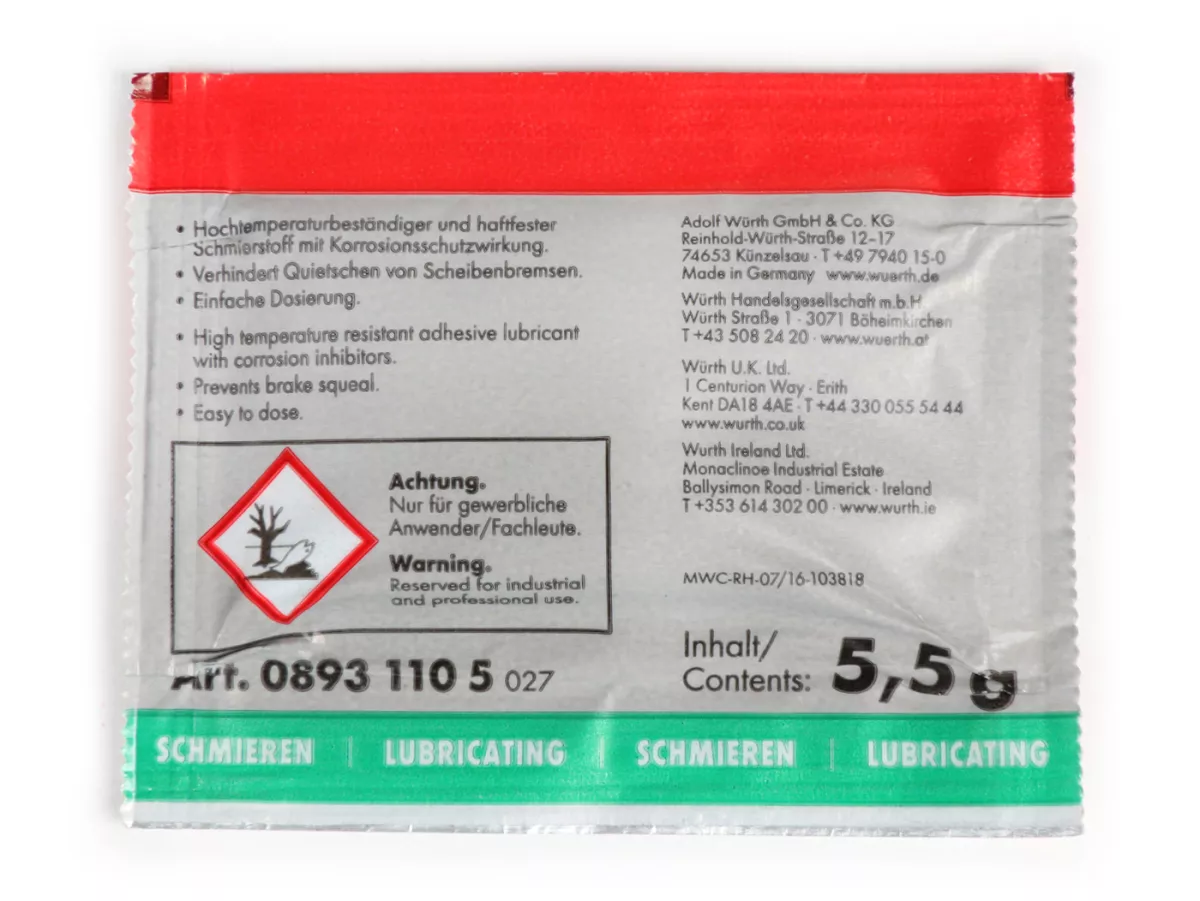 • Hochtemperaturbeständiger und haftfester
Schmierstoff mit Korrosionsschutzwirkung.
• Verhindert Quietschen von Scheibenbremsen.
• Einfache Dosierung.
• High temperature resistant adhesive lubricant
with corrosion inhibitors.
• Prevents brake squeal.
• Easy to dose.
Achtung.
Nur für gewerbliche
Anwender/Fachleute.
Warning.
Reserved for industrial
and professional use.
Art. 0893 110 5 027
Adolf Würth GmbH & Co. KG
Reinhold-Würth-Straße 12-17
74653 Künzelsau · T +49 7940 15-0
Made in Germany www.wuerth.de
Würth Handelsgesellschaft m.b.H
Würth Straße 1 · 3071 Böheimkirchen
T +43 508 24 20 · www.wuerth.at
Würth U.K. Ltd.
1 Centurion Way · Erith
Kent DA18 4AE · T +44 330 055 54 44
www.wurth.co.uk
Wurth Ireland Ltd.
Monaclinoe Industrial Estate
Ballysimon Road · Limerick · Ireland
T +353 614 302 00 · www.wurth.ie
MWC-RH-07/16-103818
Inhalt/
Contents: 5,5 g
SCHMIEREN | LUBRICATING | SCHMIEREN | LUBRICATING